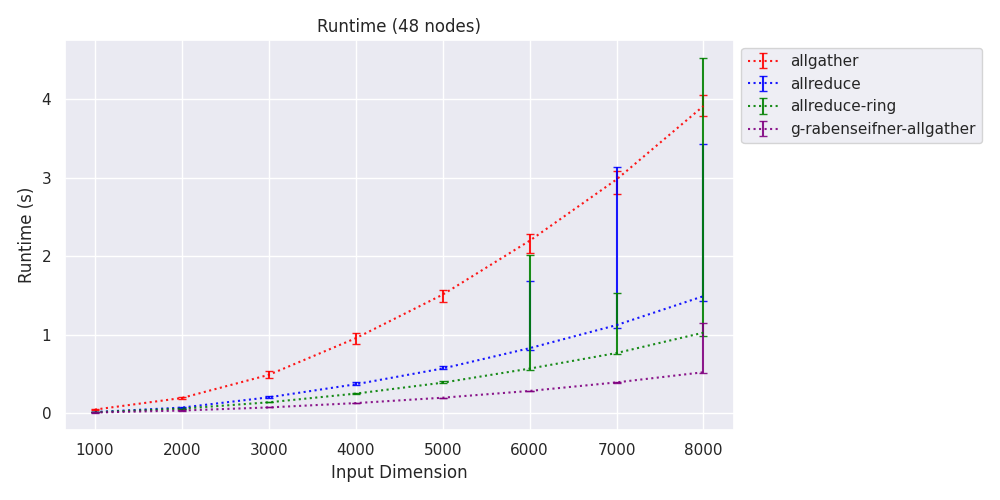 Runtime (48 nodes)
allgather
allreduce
allreduce-ring
g-rabenseifner-allgather
Runtime (s)
4
3
2
1
0
1000 2000 3000 4000 5000 6000 7000 8000
Input Dimension